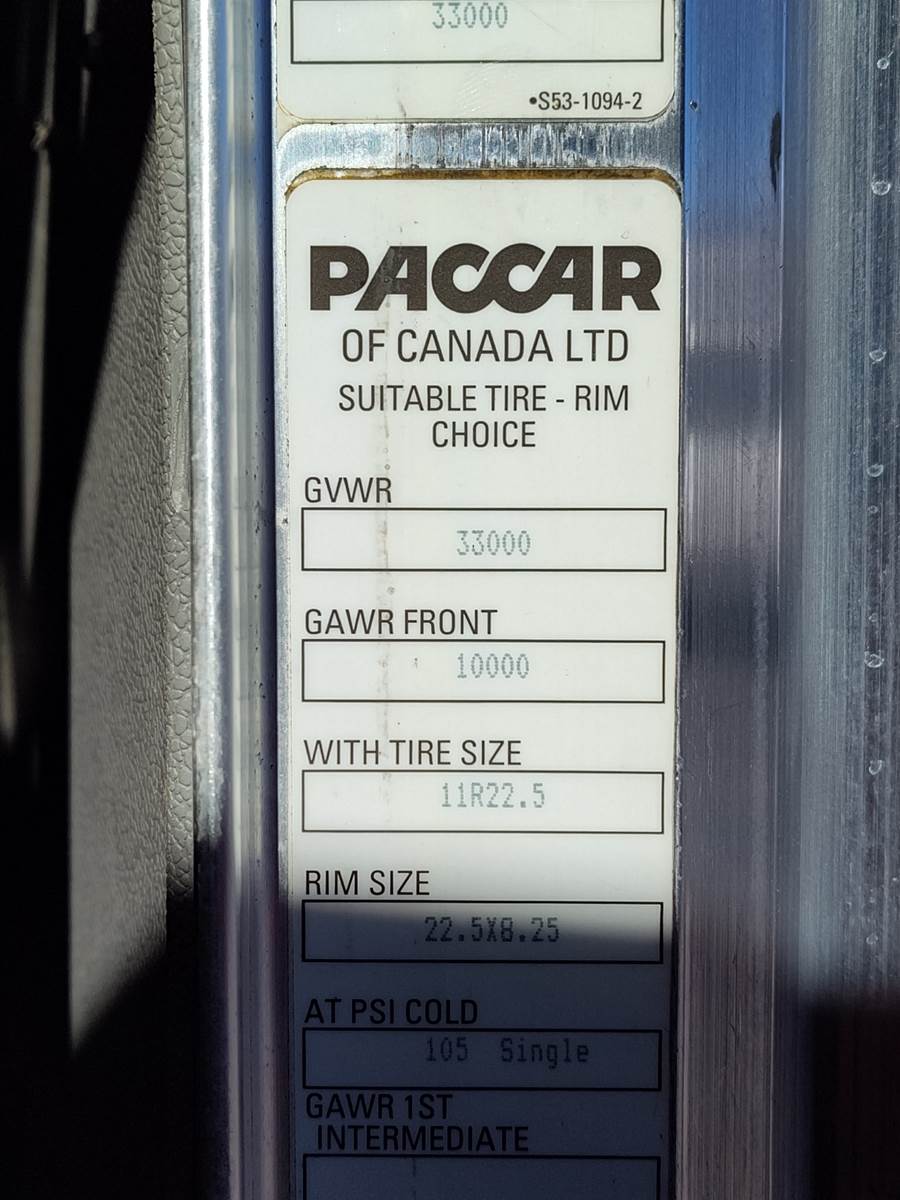 33000
•S53-1094-2
PACCAR
OF CANADA LTD
SUITABLE TIRE - RIM
CHOICE
GVWR
33000
GAWR FRONT
10000
WITH TIRE SIZE
11R22.5
RIM SIZE
22.5X8.25
AT PSI COLD
105 Single
GAWR 1ST
INTERMEDIATE